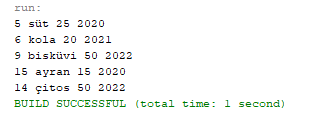 run:
5 süt 25 2020
6 kola 20 2021
9 bisküvi 50 2022
15 ayran 15 2020
14 çitos 50 2022
BUILD SUCCESSFUL (total time: 1 second)